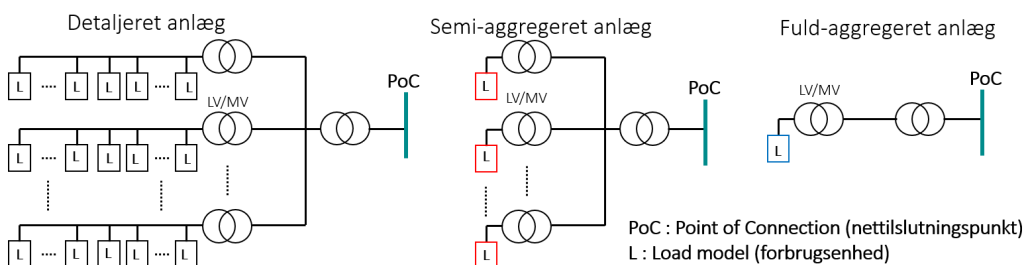 Detaljeret anlæg
L .... L L L .... L
LV/MV
L .... L L L .... L
L .... L L L .... L
PoC
Semi-aggregeret anlæg
L
LV/MV
L
L
PoC
Fuld-aggregeret anlæg
LV/MV
L
PoC
PoC : Point of Connection (nettilslutningspunkt)
L : Load model (forbrugsenhed)